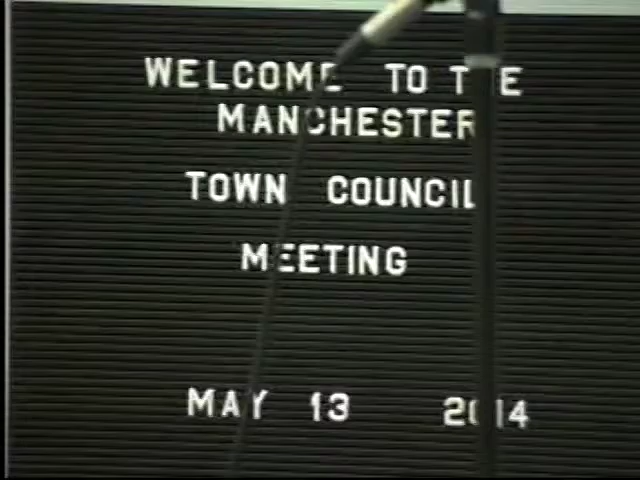 WELCOME TO THE
MANCHESTER
TOWN COUNCIL
MEETING
MAY 13 2014